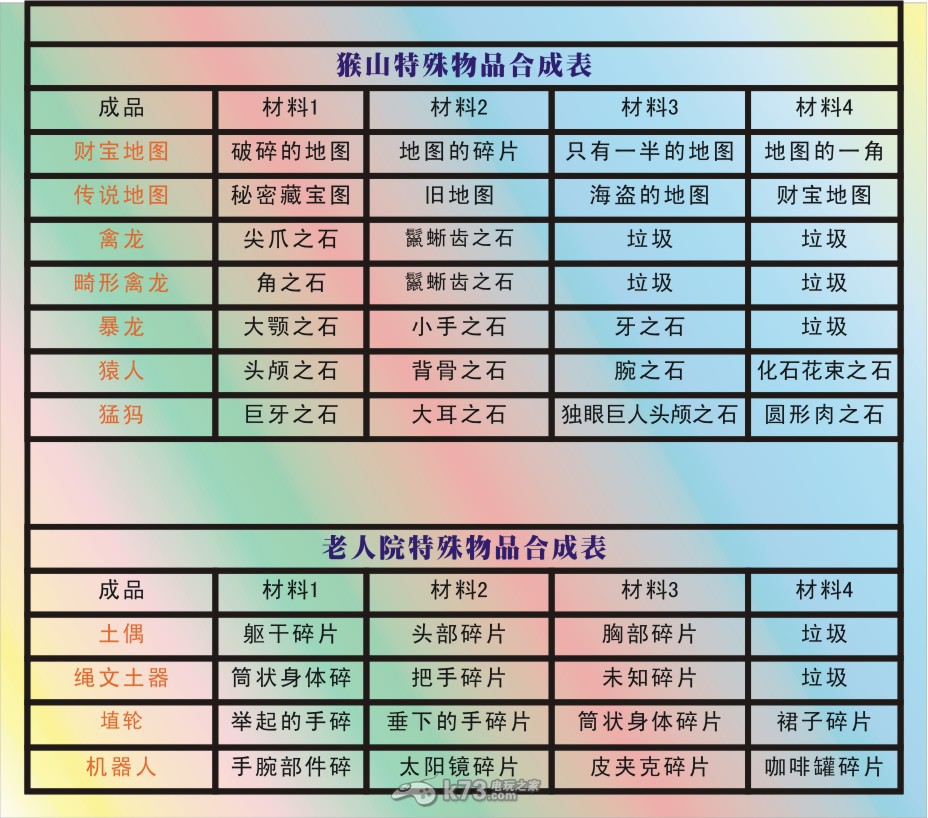 猴山特殊物品合成表
成品 材料1 材料2 材料3 材料4
财宝地图 破碎的地图 地图的碎片 只有一半的地图 地图的一角
传说地图 秘密藏宝图 旧地图 海盗的地图 财宝地图
禽龙 尖爪之石 鬣蜥齿之石 垃圾 垃圾
畸形禽龙 角之石 鬣蜥齿之石 垃圾 垃圾
暴龙 大颚之石 小手之石 牙之石 垃圾
猿人 头颅之石 背骨之石 腕之石 化石花束之石
猛犸 巨牙之石 大耳之石 独眼巨人头颅之石 圆形肉之石
老人院特殊物品合成表
成品 材料1 材料2 材料3 材料4
土偶 躯干碎片 头部碎片 胸部碎片 垃圾
绳文土器 筒状身体碎 把手碎片 未知碎片 垃圾
埴轮 举起的手碎 垂下的手碎片 筒状身体碎片 裙子碎片
机器人 手腕部件碎 太阳镜碎片 皮夹克碎片 咖啡罐碎片
k73 电玩之家
.com